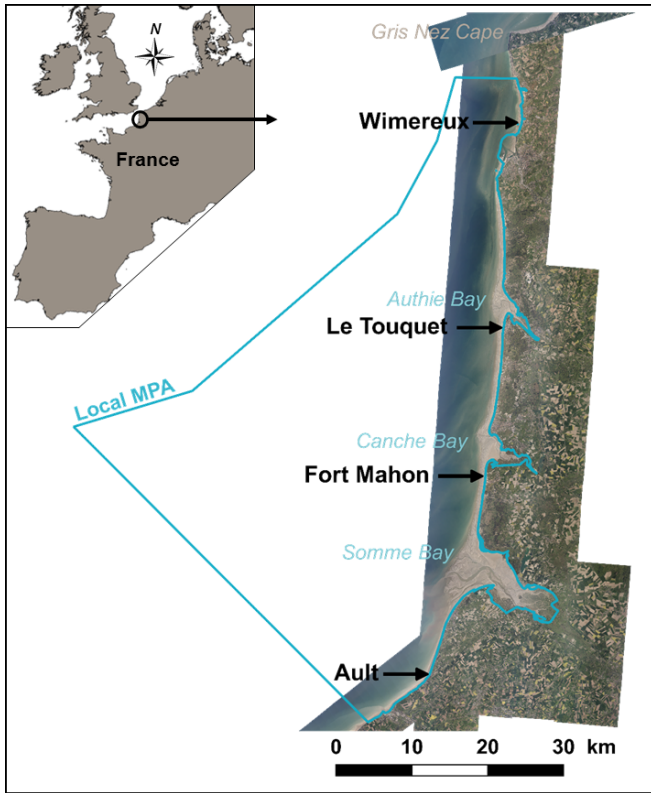 Gris Nez Cape
N
Wimereux
France
Authie Bay
Le Touquet
Local MPA
Canche Bay
Fort Mahon
Somme Bay
Ault
0 10 20 30 km